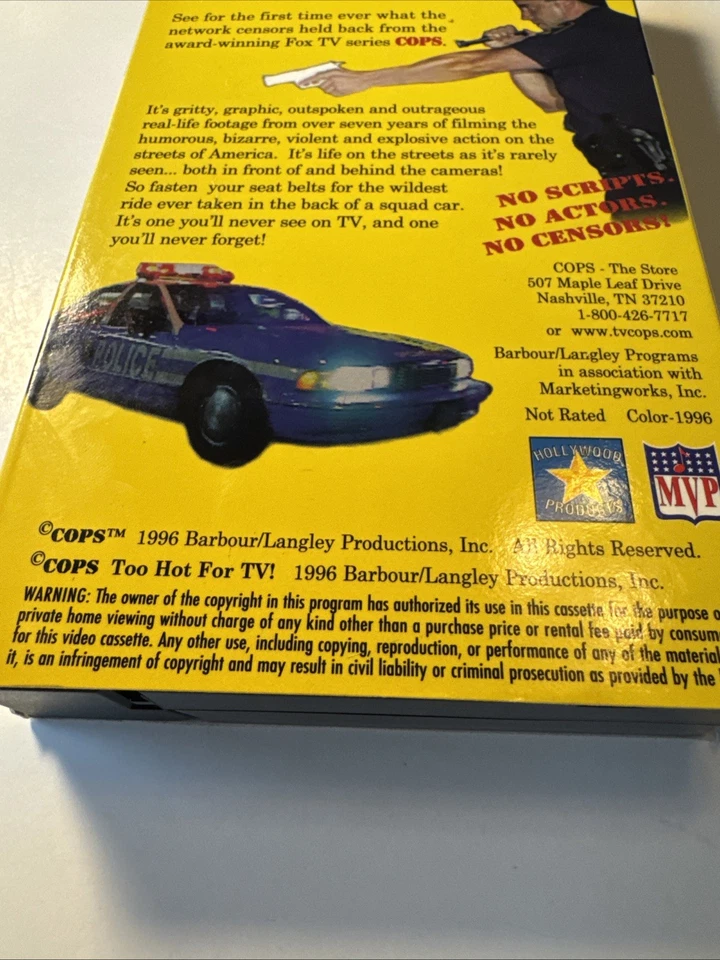 See for the first time ever what the
network censors held back from the
award-winning Fox TV series COPS.
It's gritty, graphic, outspoken and outrageous
real-life footage from over seven years of filming the
humorous, bizarre, violent and explosive action on the
streets of America. It's life on the streets as it's rarely
seen... both in front of and behind the cameras!
So fasten your seat belts for the wildest
ride ever taken in the back of a squad car.
It's one you'll never see on TV, and one
you'll never forget!
NO SCRIPTS.
NO ACTORS.
NO CENSORS!
COPS - The Store
507 Maple Leaf Drive
Nashville, TN 37210
1-800-426-7717
or www.tvcops.com
Barbour/Langley Programs
in association with
Marketingworks, Inc.
Not Rated Color-1996
POLICE
HOLLYWOOD
PRODUCTS
MVP
©COPS™ 1996 Barbour/Langley Productions, Inc. All Rights Reserved.
©COPS Too Hot For TV! 1996 Barbour/Langley Productions, Inc.
WARNING: The owner of the copyright in this program has authorized its use in this cassette for the purpose o
private home viewing without charge of any kind other than a purchase price or rental fee paid by consum
for this video cassette. Any other use, including copying, reproduction, or performance of any of the material
it, is an infringement of copyright and may result in civil liability or criminal prosecution as provided by the